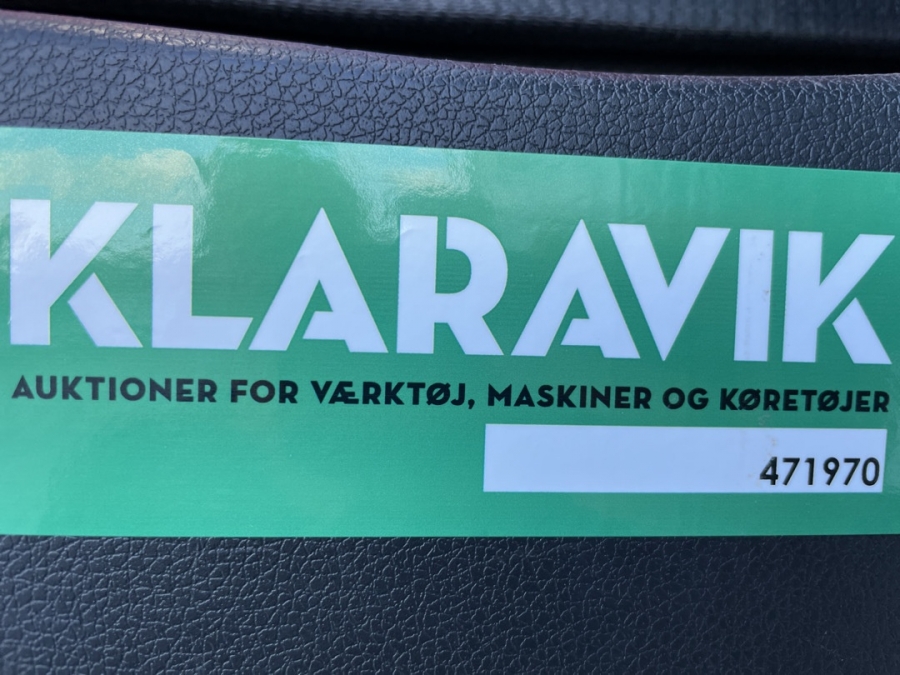 KLARAVIK
AUKTIONER FOR VÆRKTØJ, MASKINER OG KØRETØJER
471970